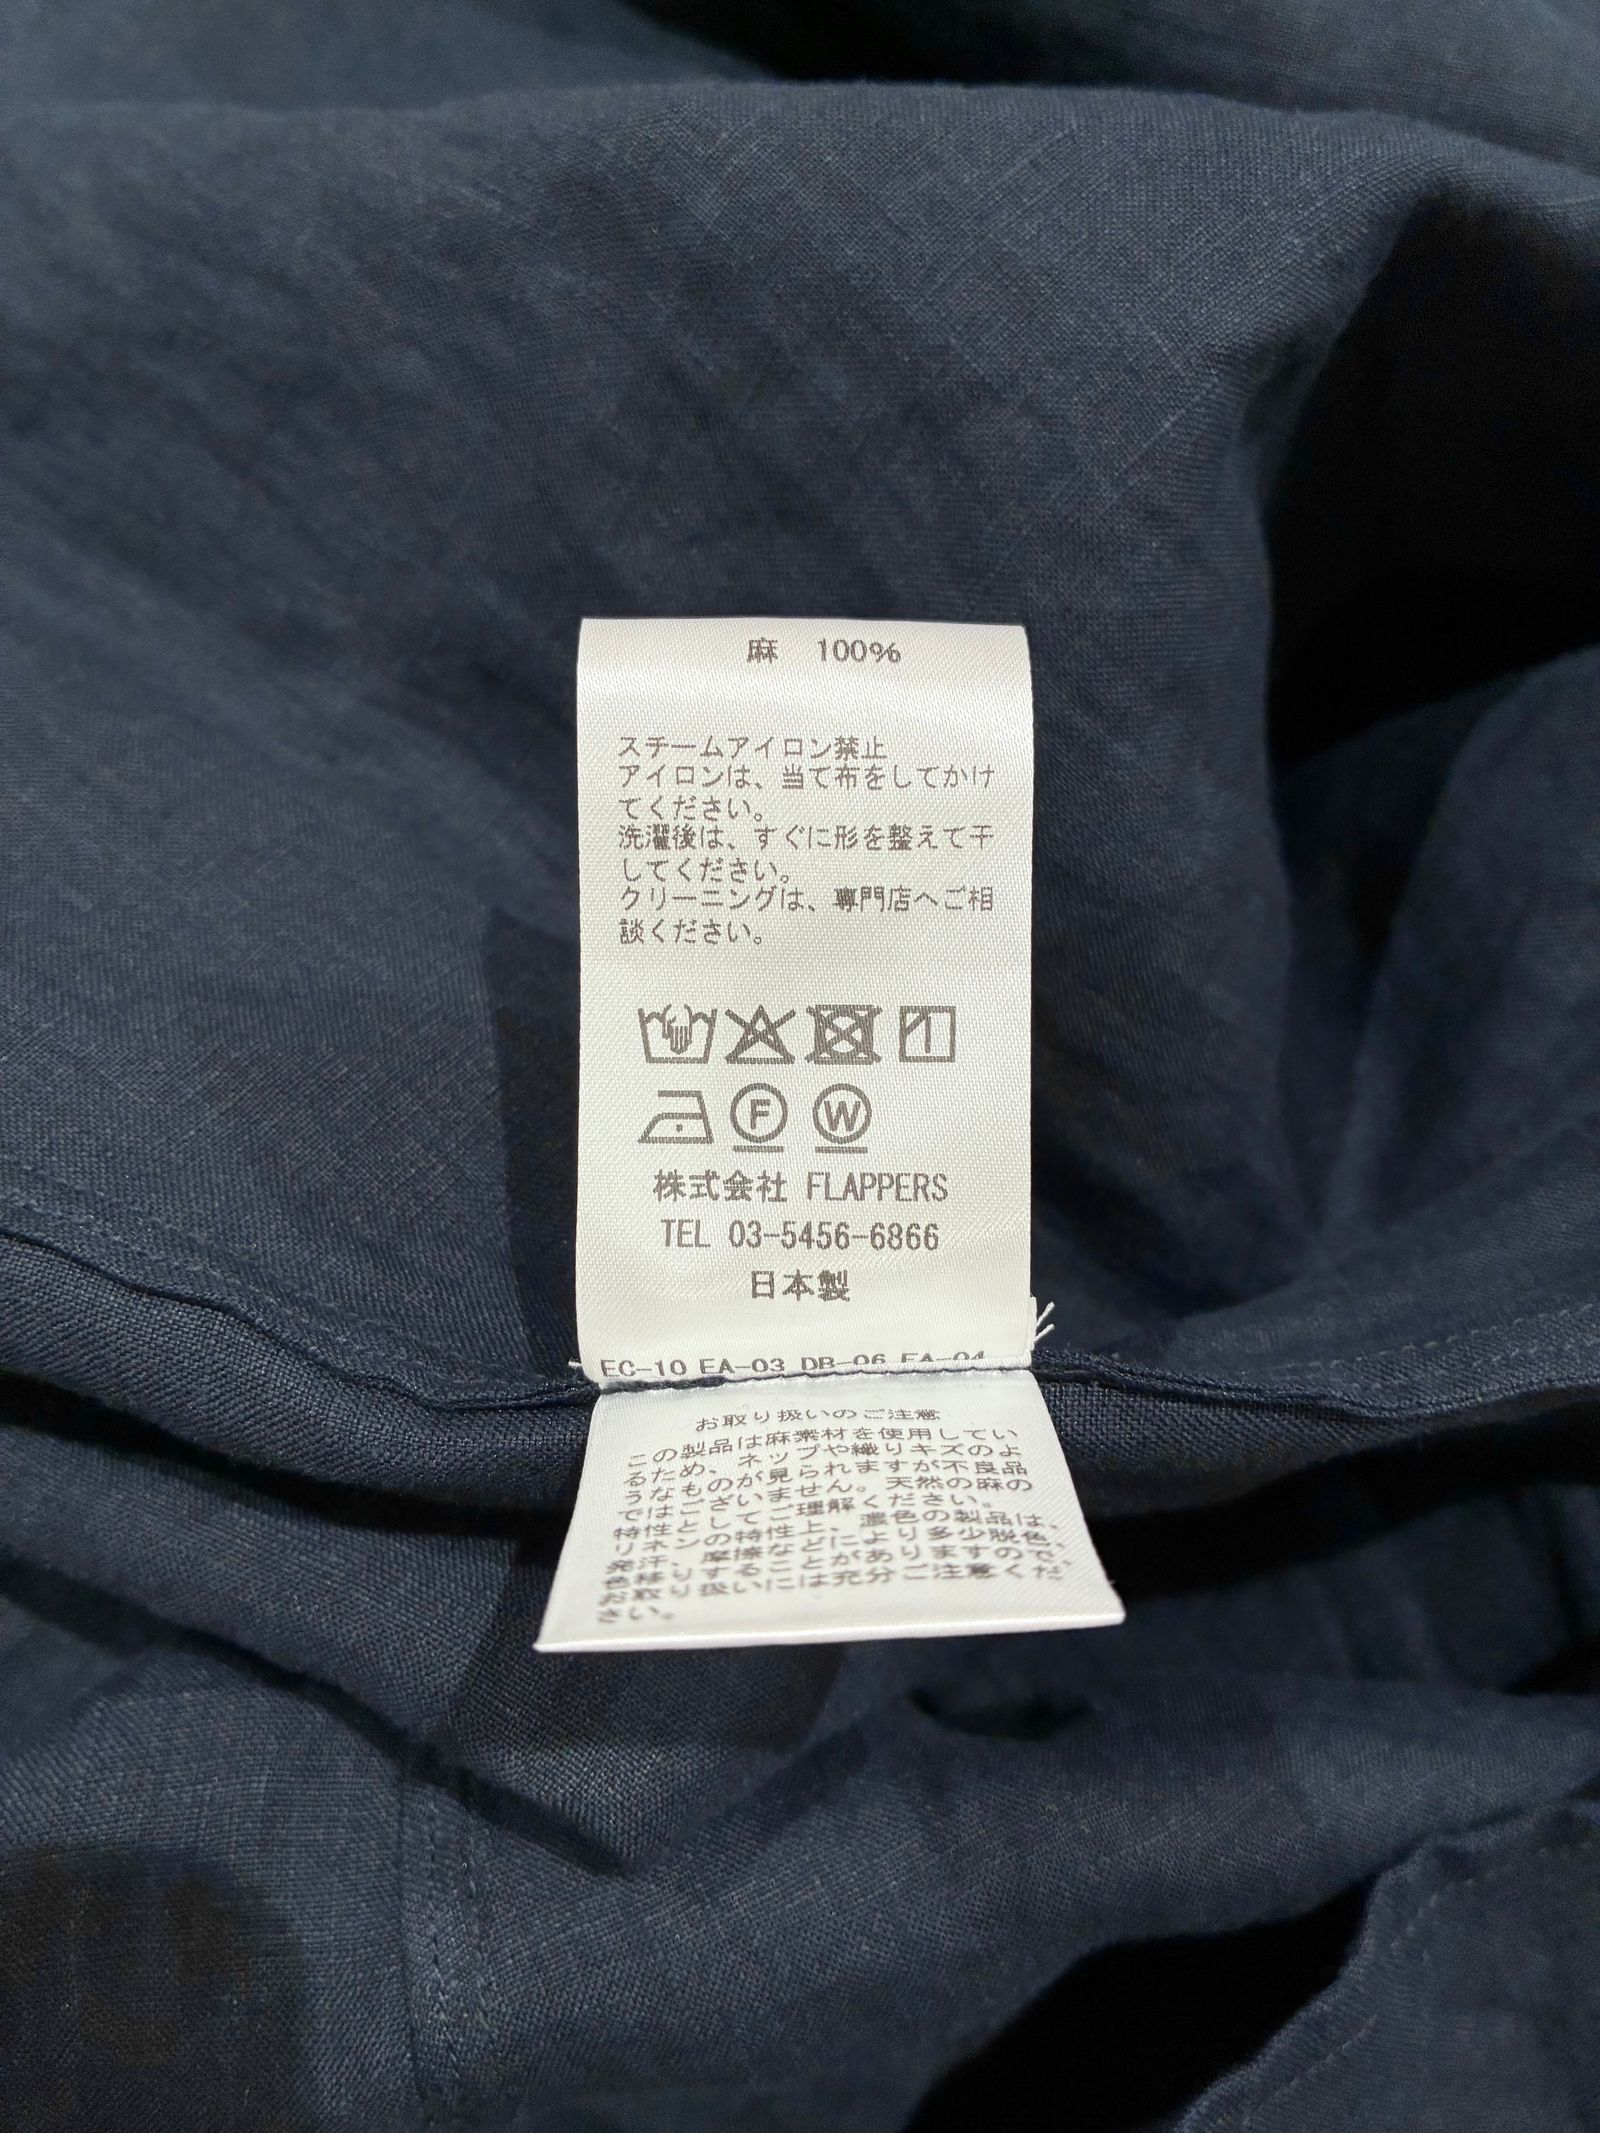 麻 100%
スチームアイロン禁止
アイロンは、当て布をしてかけ
てください。
洗濯後は、すぐに形を整えて干
してください。
クリーニングは、専門店へご相
談ください。
F W
株式会社 FLAPPERS
TEL 03-5456-6866
日本製
EC-10 EA-03 DB-06 FA-04
お取り扱いのご注意
この製品は麻素材を使用してい
るため、ネップや織りキズのよ
うなものが見られますが不良品
ではございません。天然の麻の
特性としてご理解ください。
リネンの特性上、濃色の製品は、
発汗、摩擦などにより多少脱色、
色移りすることがありますので、
お取り扱いには充分ご注意くだ
さい。